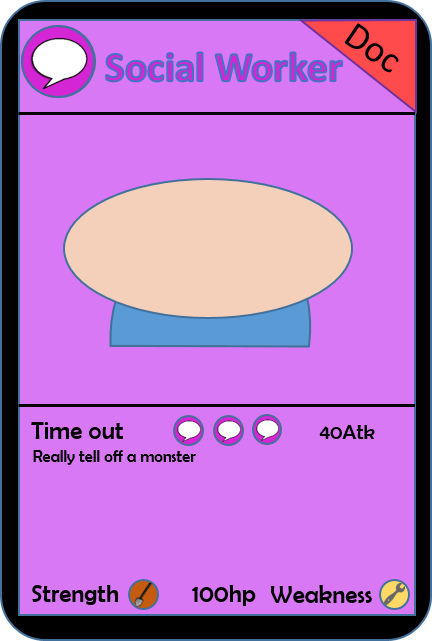 Social Worker
Doc
Time out 40Atk
Really tell off a monster
Strength 100hp Weakness